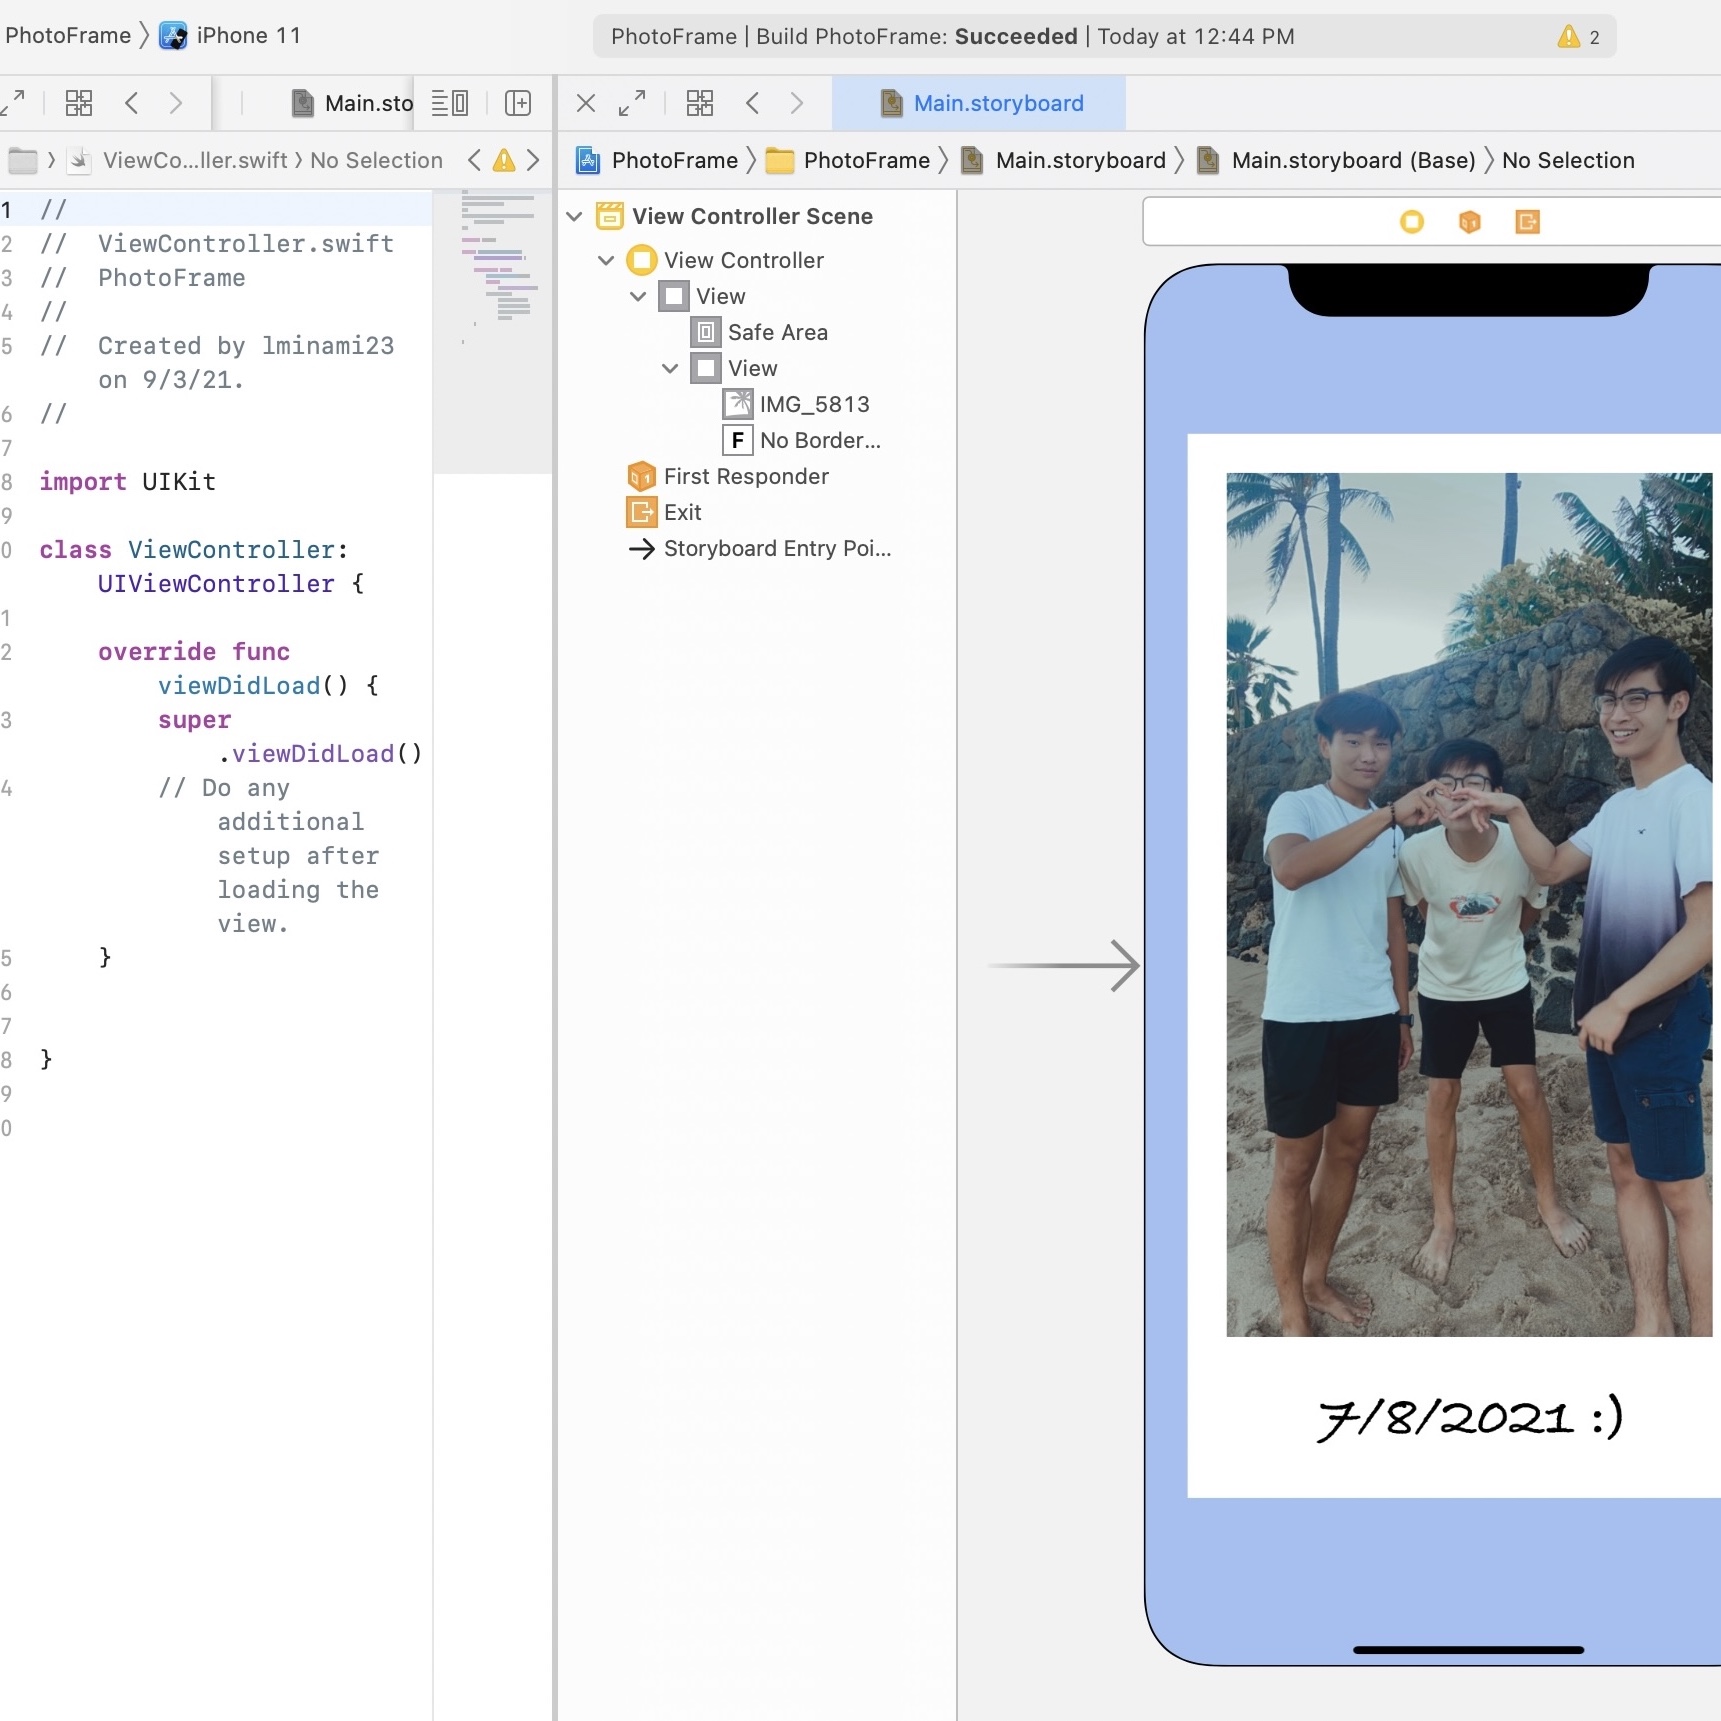 PhotoFrame 〉 iPhone 11
PhotoFrame | Build PhotoFrame: Succeeded | Today at 12:44 PM
2
Main.sto
Main.storyboard
ViewCo...ller.swift 〉 No Selection
PhotoFrame 〉 PhotoFrame 〉 Main.storyboard 〉 Main.storyboard (Base) 〉 No Selection
1 //
2 // ViewController.swift
3 // PhotoFrame
4 //
5 // Created by lminami23
on 9/3/21.
6 //
7
8 import UIKit
9
0 class ViewController:
UIViewController {
1
2 override func
viewDidLoad() {
3 super
.viewDidLoad()
4 // Do any
additional
setup after
loading the
view.
5 }
6
7
8 }
9
0
View Controller Scene
View Controller
View
Safe Area
View
IMG_5813
F No Border...
First Responder
Exit
Storyboard Entry Poi...
7/8/2021 :)